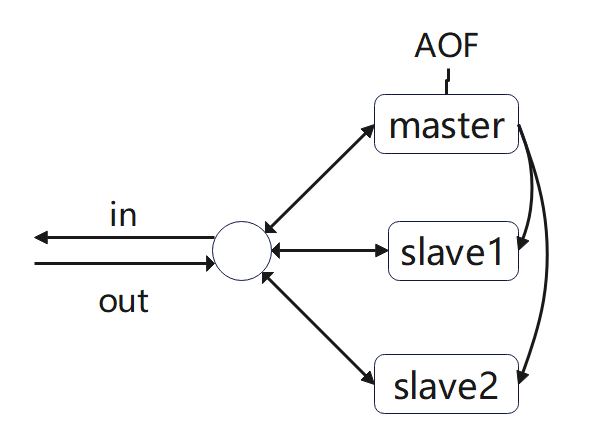 AOF
master
in
slave1
out
slave2